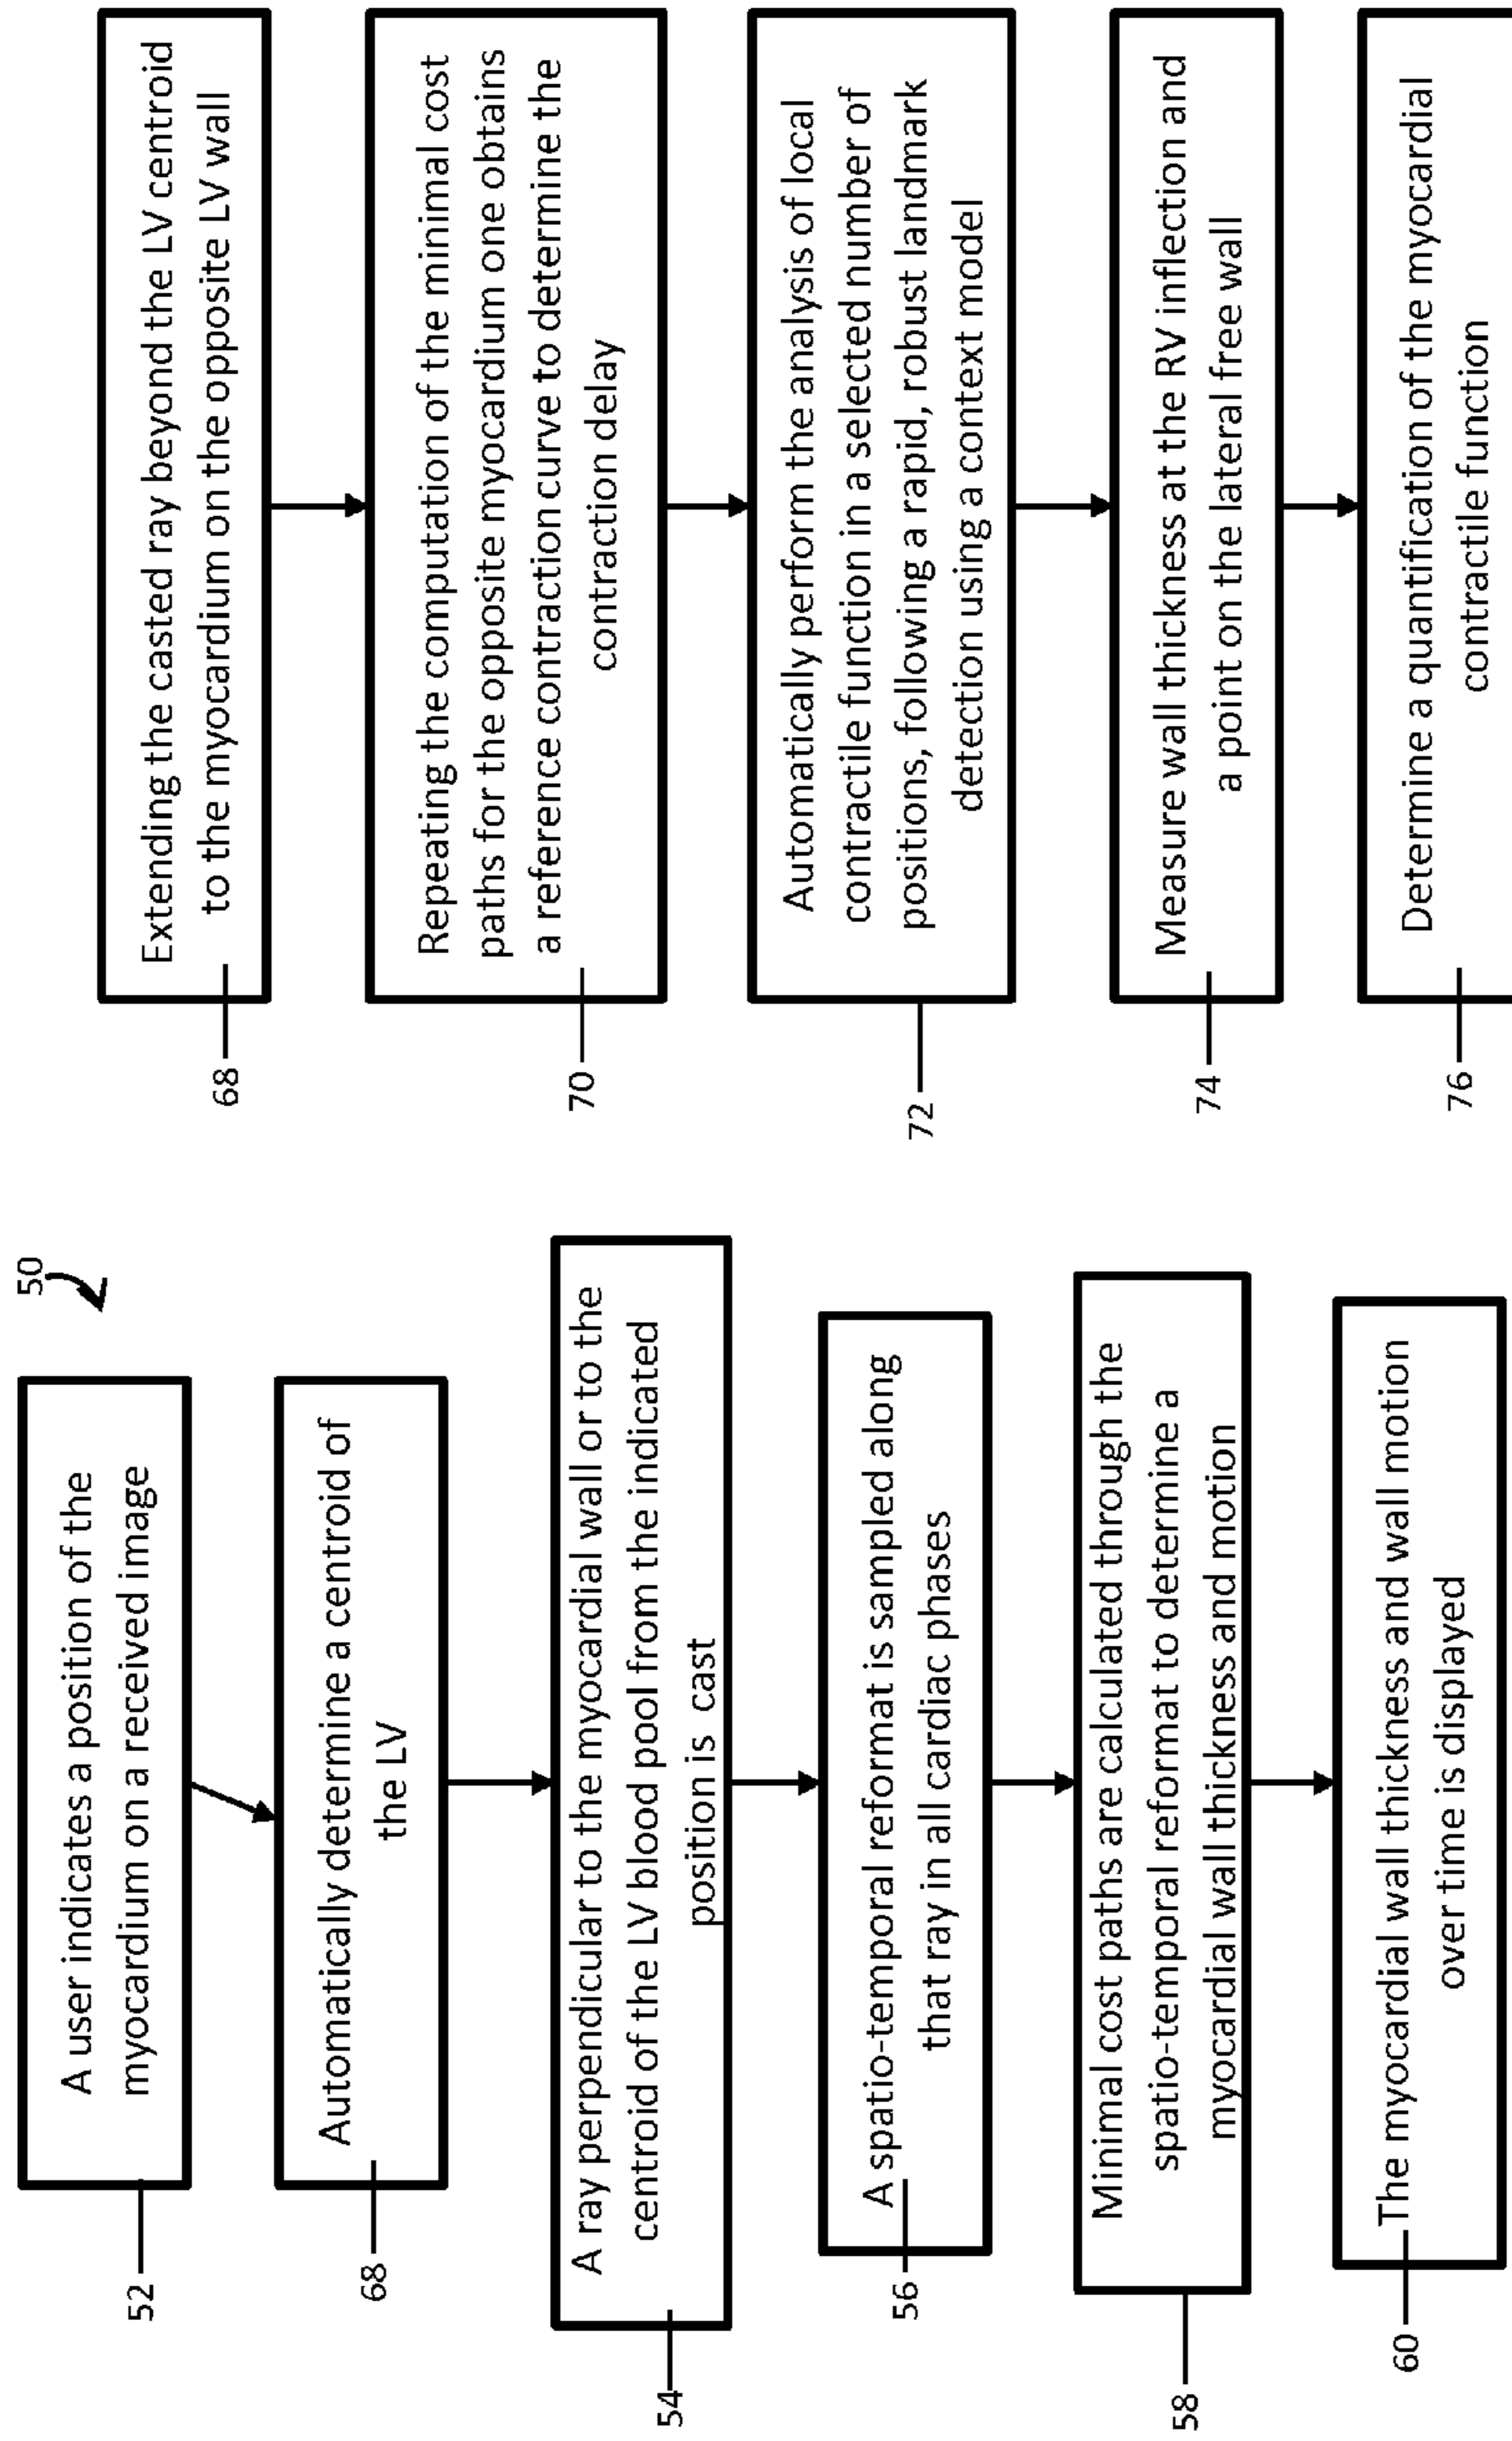 50
A user indicates a position of the
myocardium on a received image
52
Automatically determine a centroid of
the LV
68
A ray perpendicular to the myocardial wall or to the
centroid of the LV blood pool from the indicated
position is cast
54
A spatio-temporal reformat is sampled along
that ray in all cardiac phases
56
Minimal cost paths are calculated through the
spatio-temporal reformat to determine a
myocardial wall thickness and motion
58
The myocardial wall thickness and wall motion
over time is displayed
60
Extending the casted ray beyond the LV centroid
to the myocardium on the opposite LV wall
68
Repeating the computation of the minimal cost
paths for the opposite myocardium one obtains
a reference contraction curve to determine the
contraction delay
70
Automatically perform the analysis of local
contractile function in a selected number of
positions, following a rapid, robust landmark
detection using a context model
72
Measure wall thickness at the RV inflection and
a point on the lateral free wall
74
Determine a quantification of the myocardial
contractile function
76